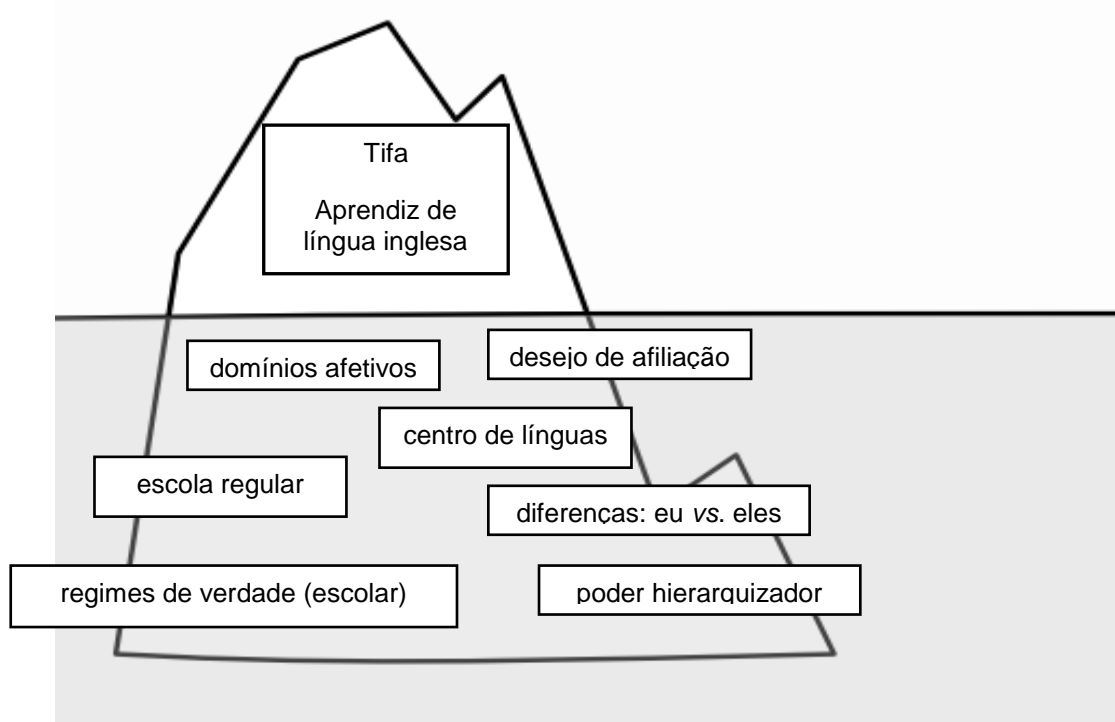 Tifa
Aprendiz de
língua inglesa
domínios afetivos
desejo de afiliação
centro de línguas
escola regular
diferenças: eu vs. eles
regimes de verdade (escolar)
poder hierarquizador